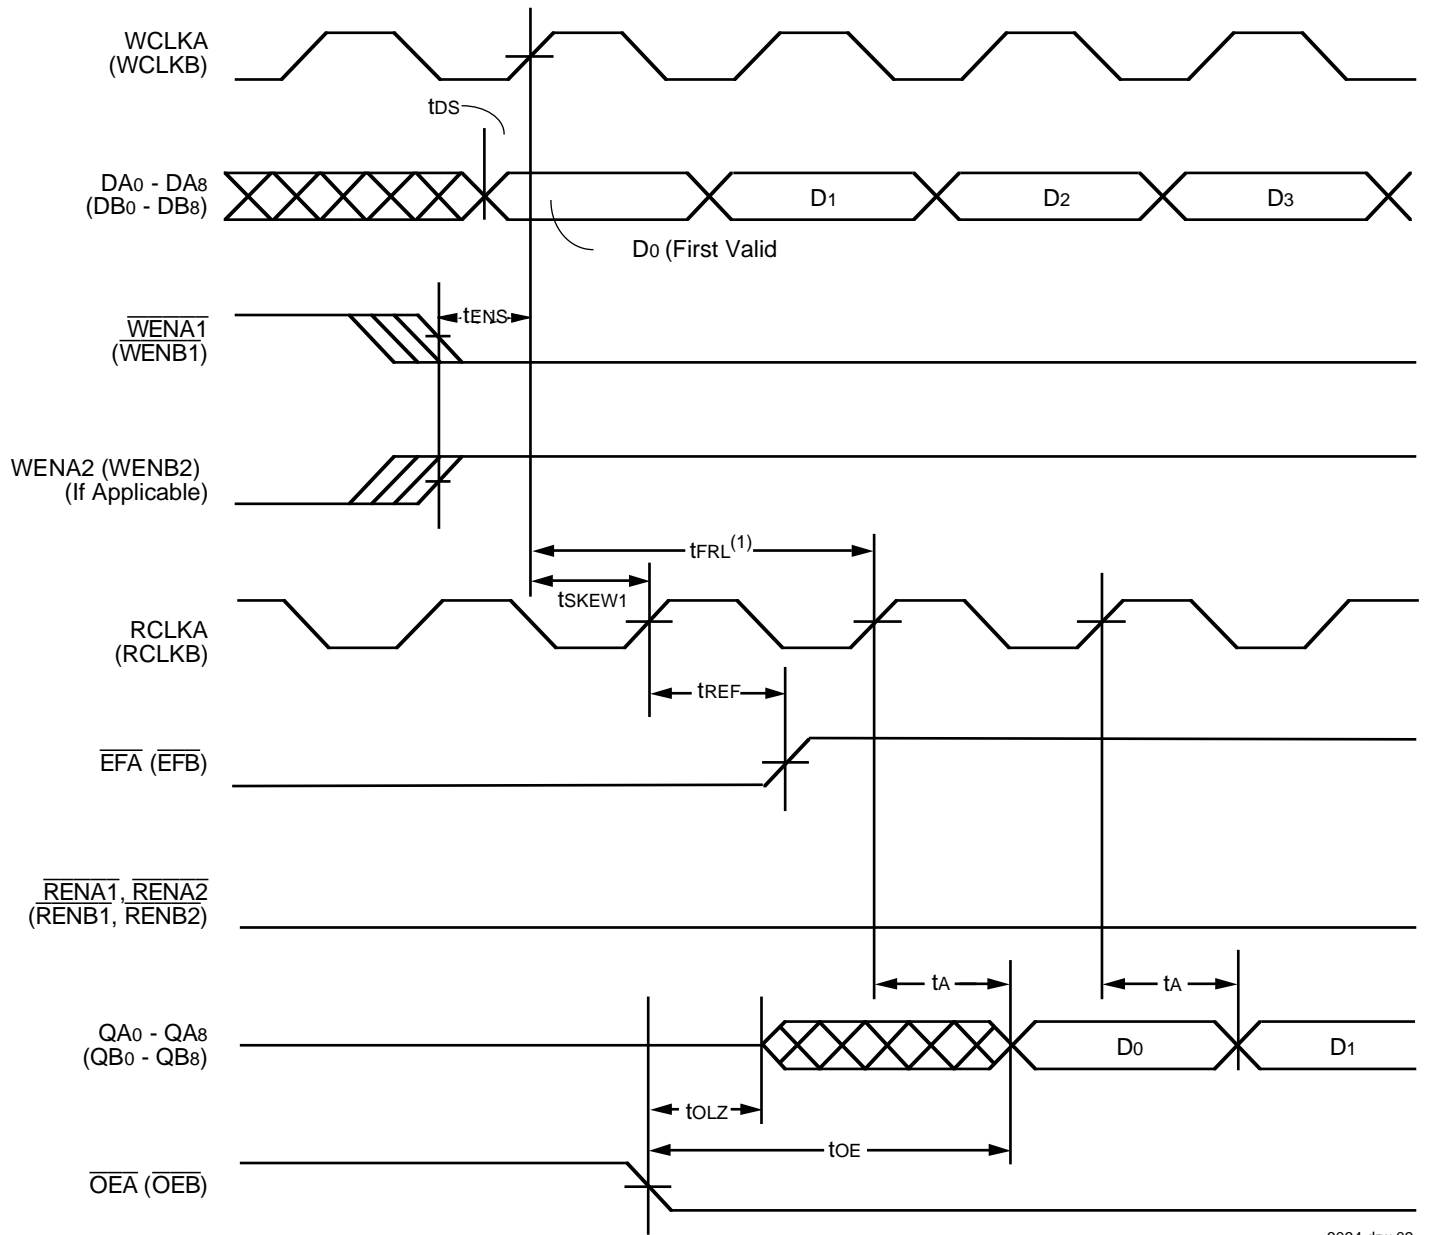 WCLKA
(WCLKB)
tDS
DA0 - DA8
(DB0 - DB8)
D1
D2
D3
D0 (First Valid
WENA1
(WENB1)
tENS
WENA2 (WENB2)
(If Applicable)
tFRL(1)
tSKEW1
RCLKA
(RCLKB)
tREF
EFA (EFB)
RENA1, RENA2
(RENB1, RENB2)
tA
tA
QA0 - QA8
(QB0 - QB8)
D0
D1
tOLZ
tOE
OEA (OEB)